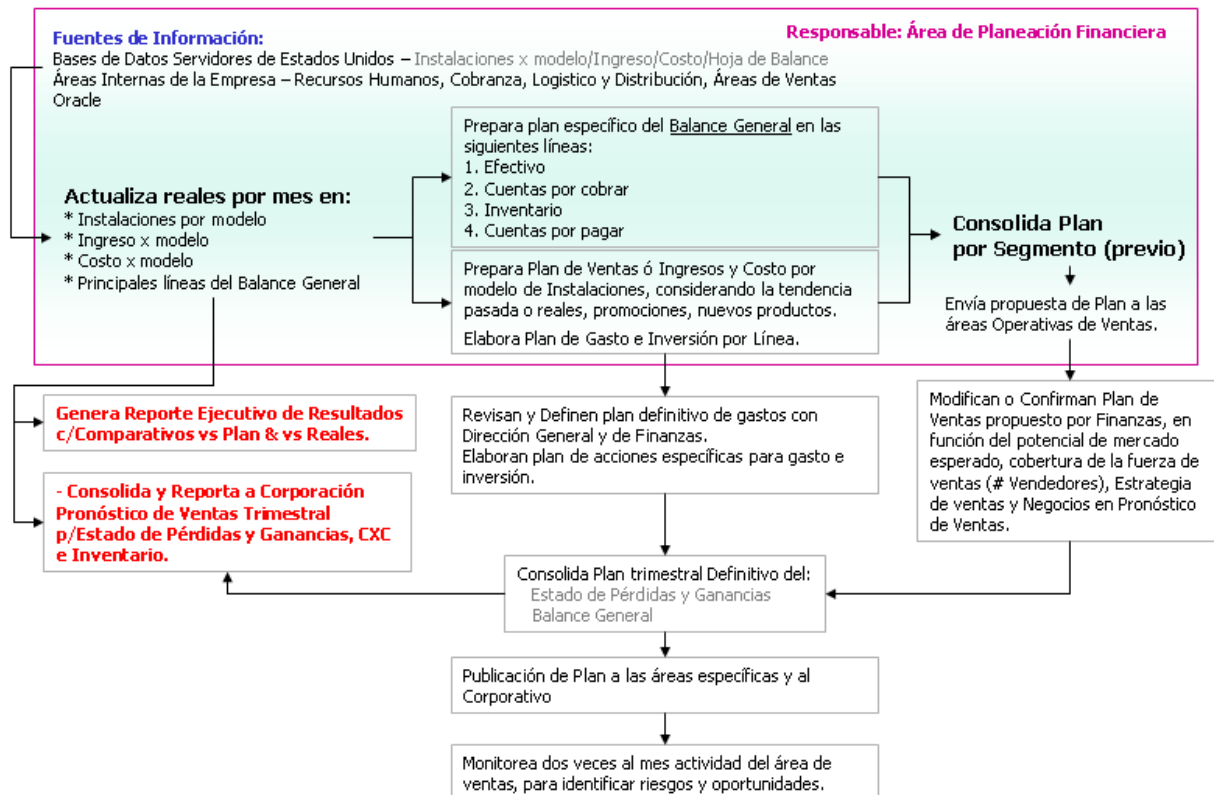 Fuentes de Información:
Responsable: Área de Planeación Financiera
Bases de Datos Servidores de Estados Unidos – Instalaciones x modelo/Ingreso/Costo/Hoja de Balance
Áreas Internas de la Empresa – Recursos Humanos, Cobranza, Logistico y Distribución, Áreas de Ventas
Oracle
Actualiza reales por mes en:
* Instalaciones por modelo
* Ingreso x modelo
* Costo x modelo
* Principales líneas del Balance General
Prepara plan específico del Balance General en las
siguientes líneas:
1. Efectivo
2. Cuentas por cobrar
3. Inventario
4. Cuentas por pagar
Prepara Plan de Ventas ó Ingresos y Costo por
modelo de Instalaciones, considerando la tendencia
pasada o reales, promociones, nuevos productos.
Elabora Plan de Gasto e Inversión por Línea.
Consolida Plan
por Segmento (previo)
Envía propuesta de Plan a las
áreas Operativas de Ventas.
Genera Reporte Ejecutivo de Resultados
c/Comparativos vs Plan & vs Reales.
- Consolida y Reporta a Corporación
Pronóstico de Ventas Trimestral
p/Estado de Pérdidas y Ganancias, CXC
e Inventario.
Revisan y Definen plan definitivo de gastos con
Dirección General y de Finanzas.
Elaboran plan de acciones específicas para gasto e
inversión.
Modifican o Confirman Plan de
Ventas propuesto por Finanzas, en
función del potencial de mercado
esperado, cobertura de la fuerza de
ventas (# Vendedores), Estrategia
de ventas y Negocios en Pronóstico
de Ventas.
Consolida Plan trimestral Definitivo del:
Estado de Pérdidas y Ganancias
Balance General
Publicación de Plan a las áreas específicas y al
Corporativo
Monitorea dos veces al mes actividad del área de
ventas, para identificar riesgos y oportunidades.